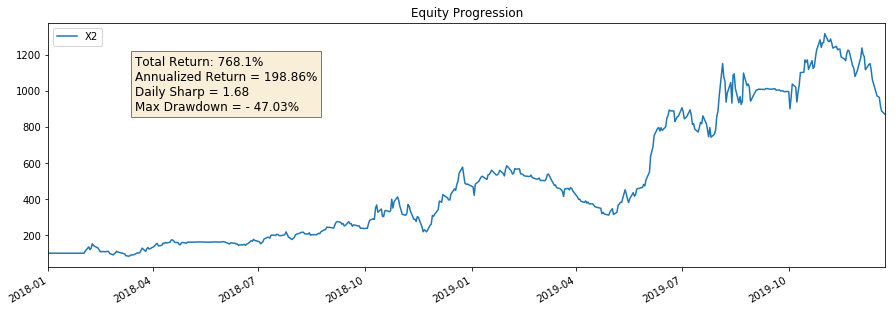 Equity Progression
X2
Total Return: 768.1%
Annualized Return = 198.86%
Daily Sharp = 1.68
Max Drawdown = - 47.03%
1200
1000
800
600
400
200
2018-01
2018-04
2018-07
2018-10
2019-01
2019-04
2019-07
2019-10